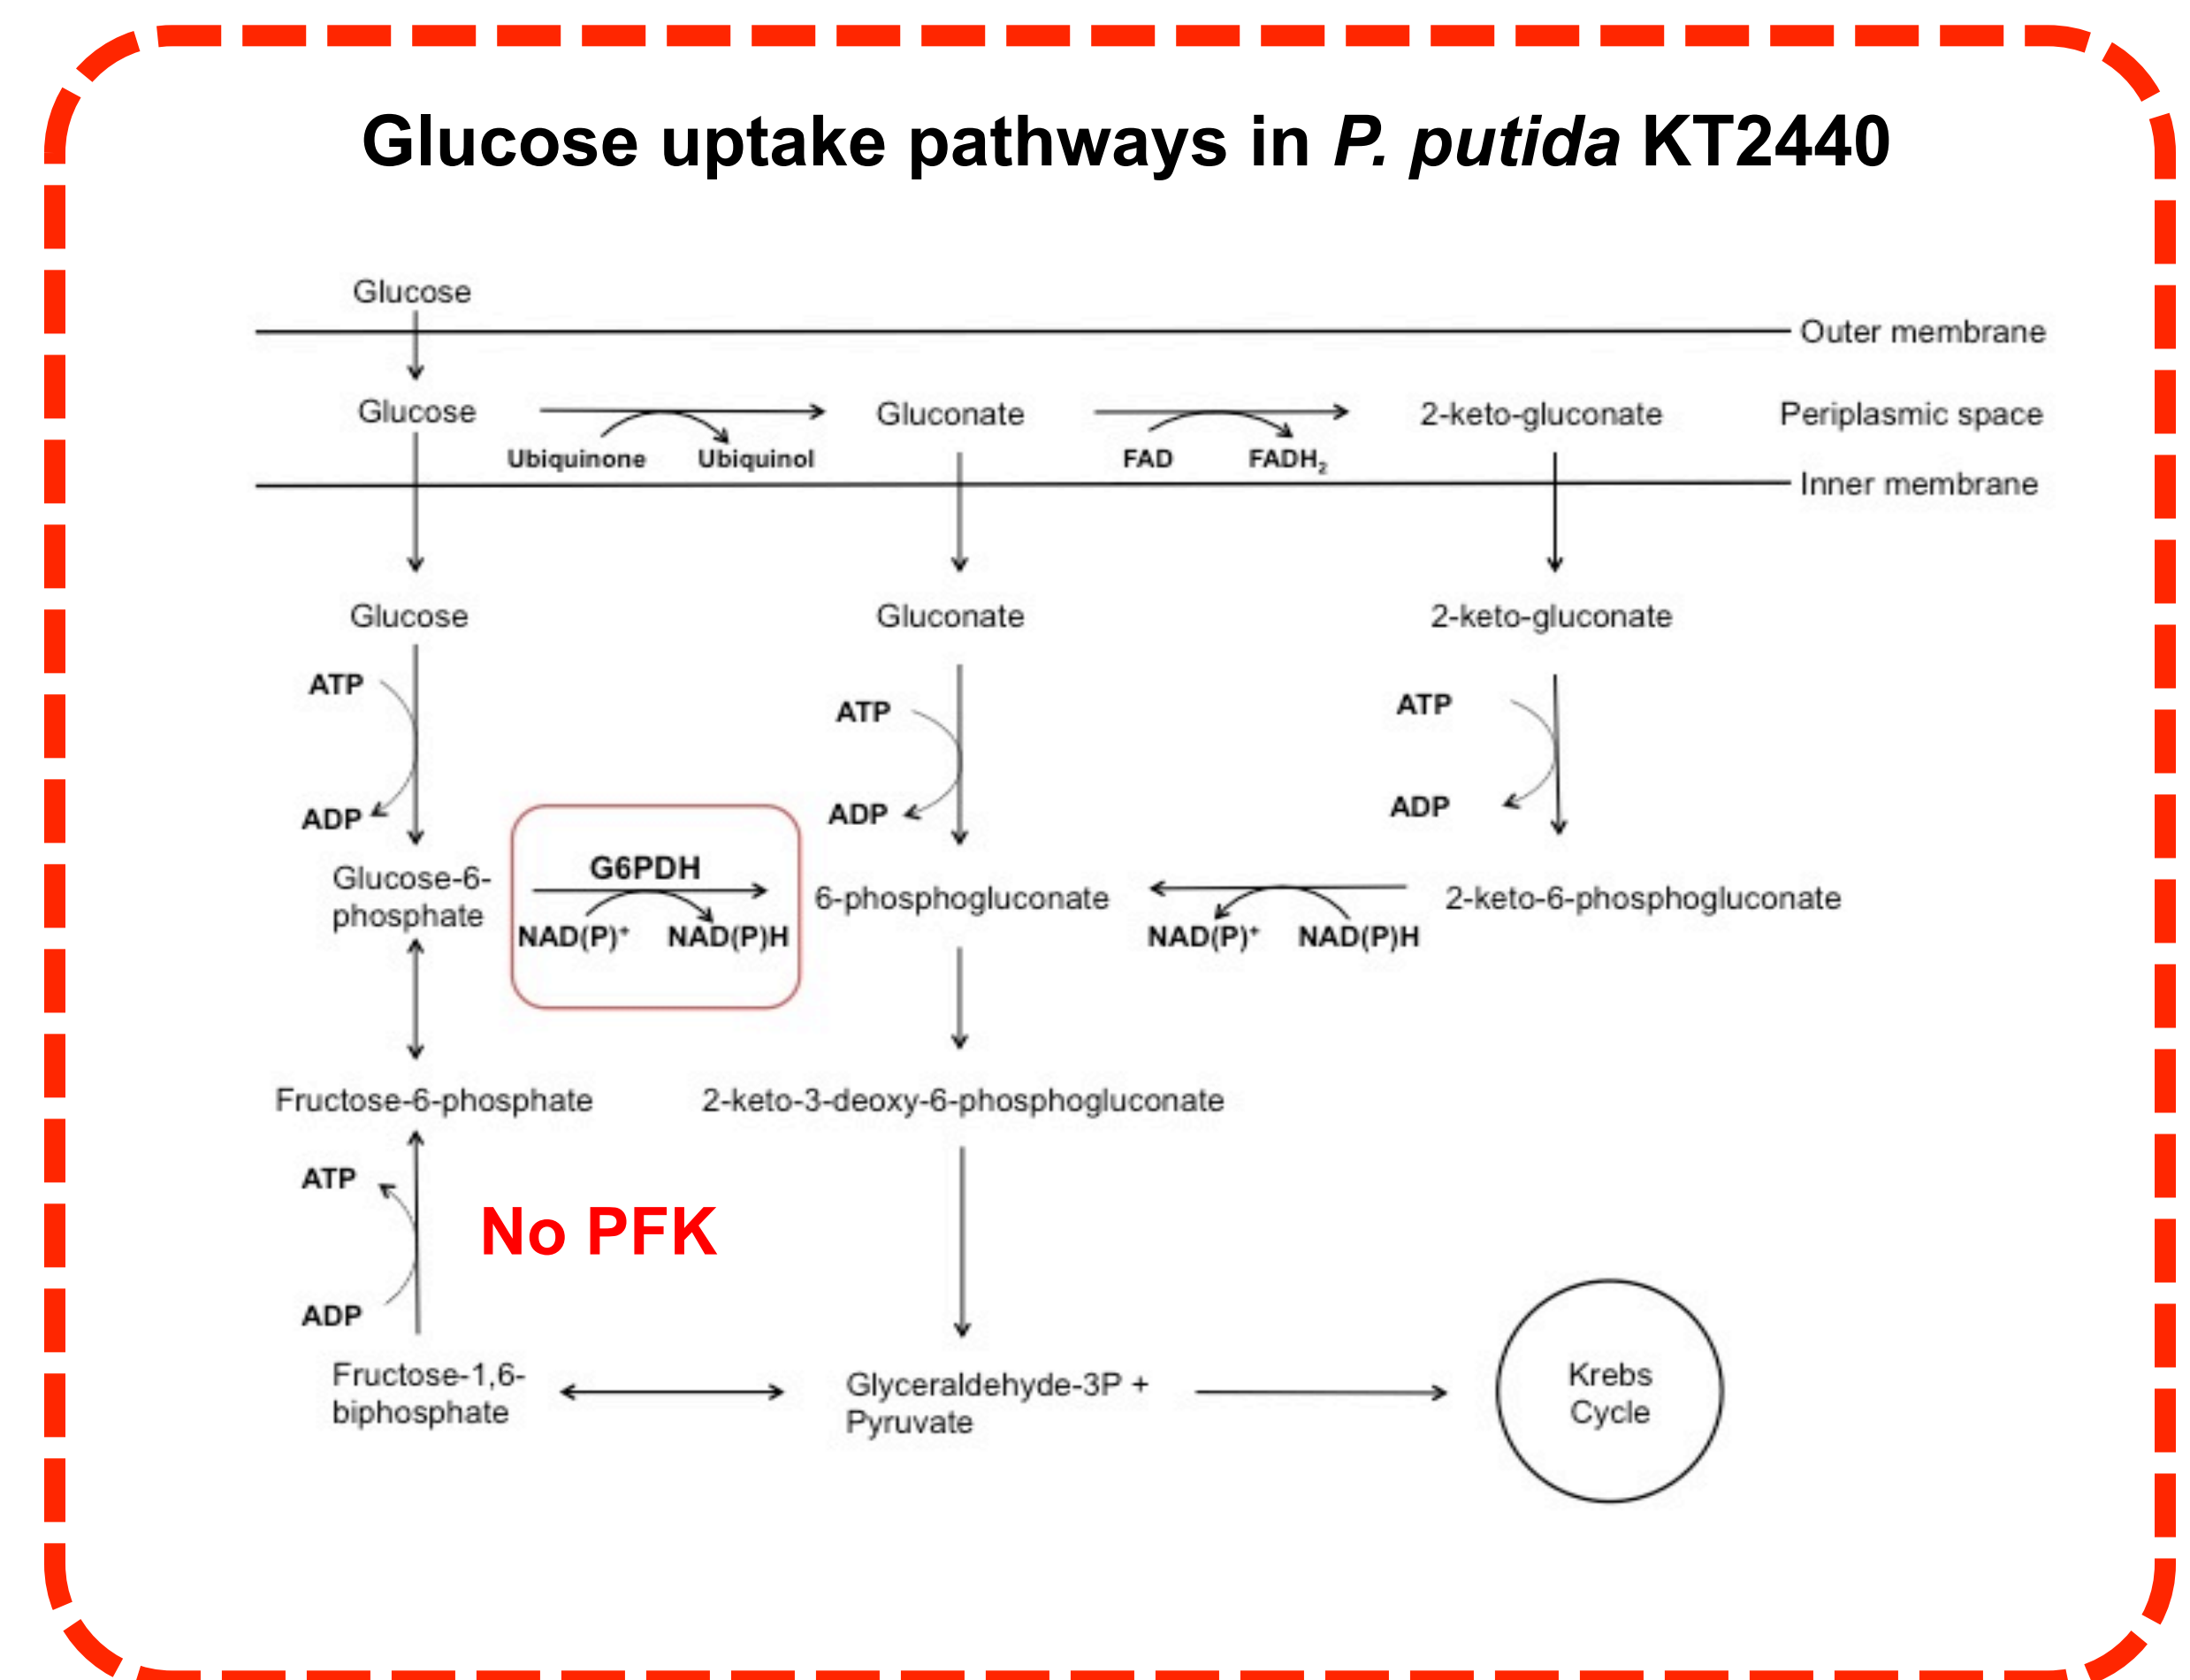 Glucose uptake pathways in P. putida KT2440
Glucose
Outer membrane
Glucose
Gluconate
2-keto-gluconate
Periplasmic space
Ubiquinone
Ubiquinol
FAD
FADH₂
Inner membrane
Glucose
Gluconate
2-keto-gluconate
ATP
ATP
ATP
ADP
ADP
ADP
Glucose-6-
phosphate
G6PDH
NAD(P)⁺
NAD(P)H
6-phosphogluconate
NAD(P)⁺
NAD(P)H
2-keto-6-phosphogluconate
Fructose-6-phosphate
2-keto-3-deoxy-6-phosphogluconate
ATP
No PFK
ADP
Fructose-1,6-
biphosphate
Glyceraldehyde-3P +
Pyruvate
Krebs
Cycle